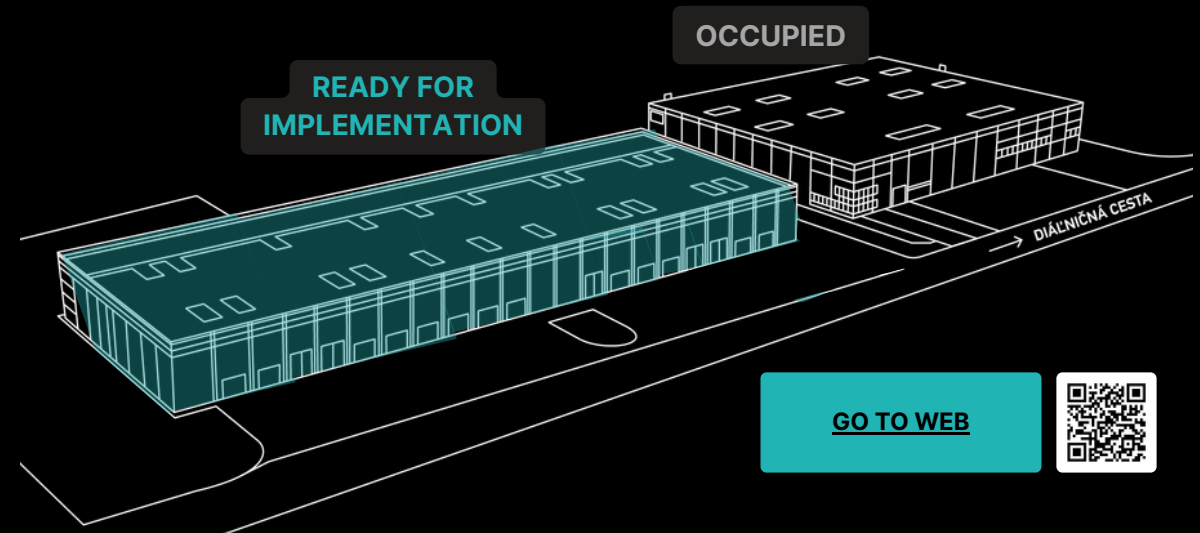 OCCUPIED
READY FOR
IMPLEMENTATION
DIAĽNIČNÁ CESTA
GO TO WEB